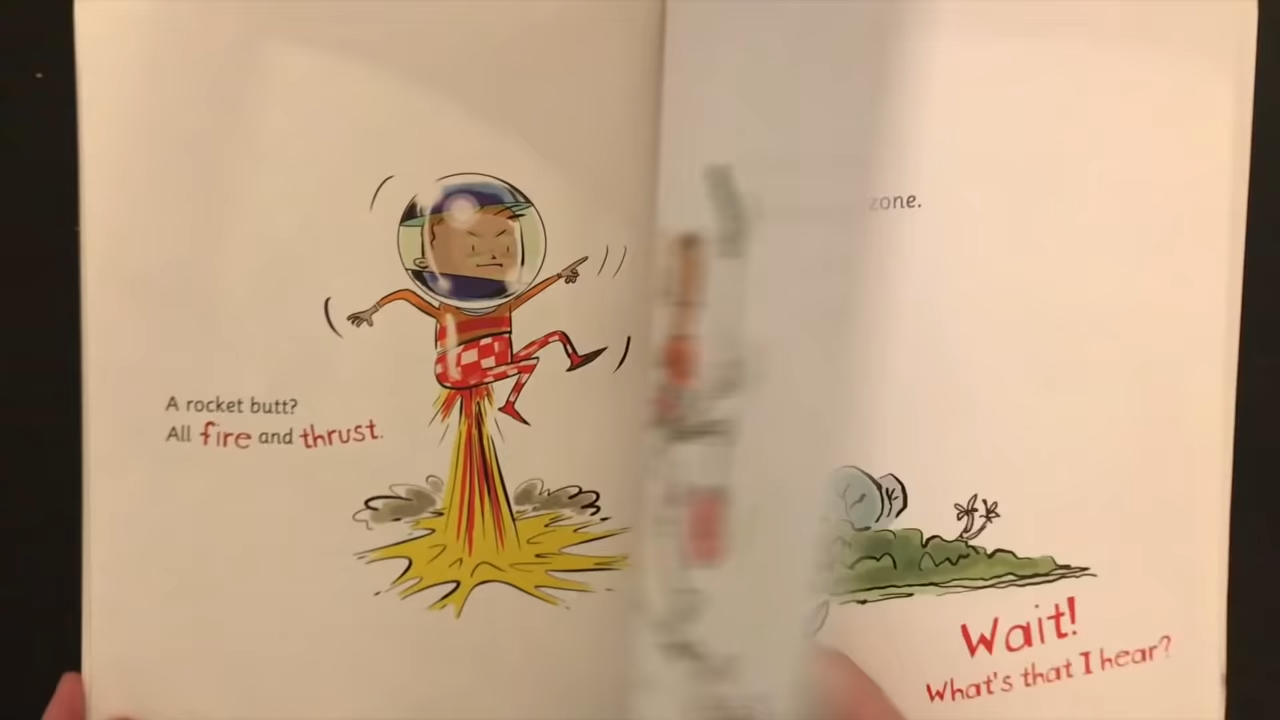 A rocket butt?
All fire and thrust.
zone.
Wait!
What's that I hear?